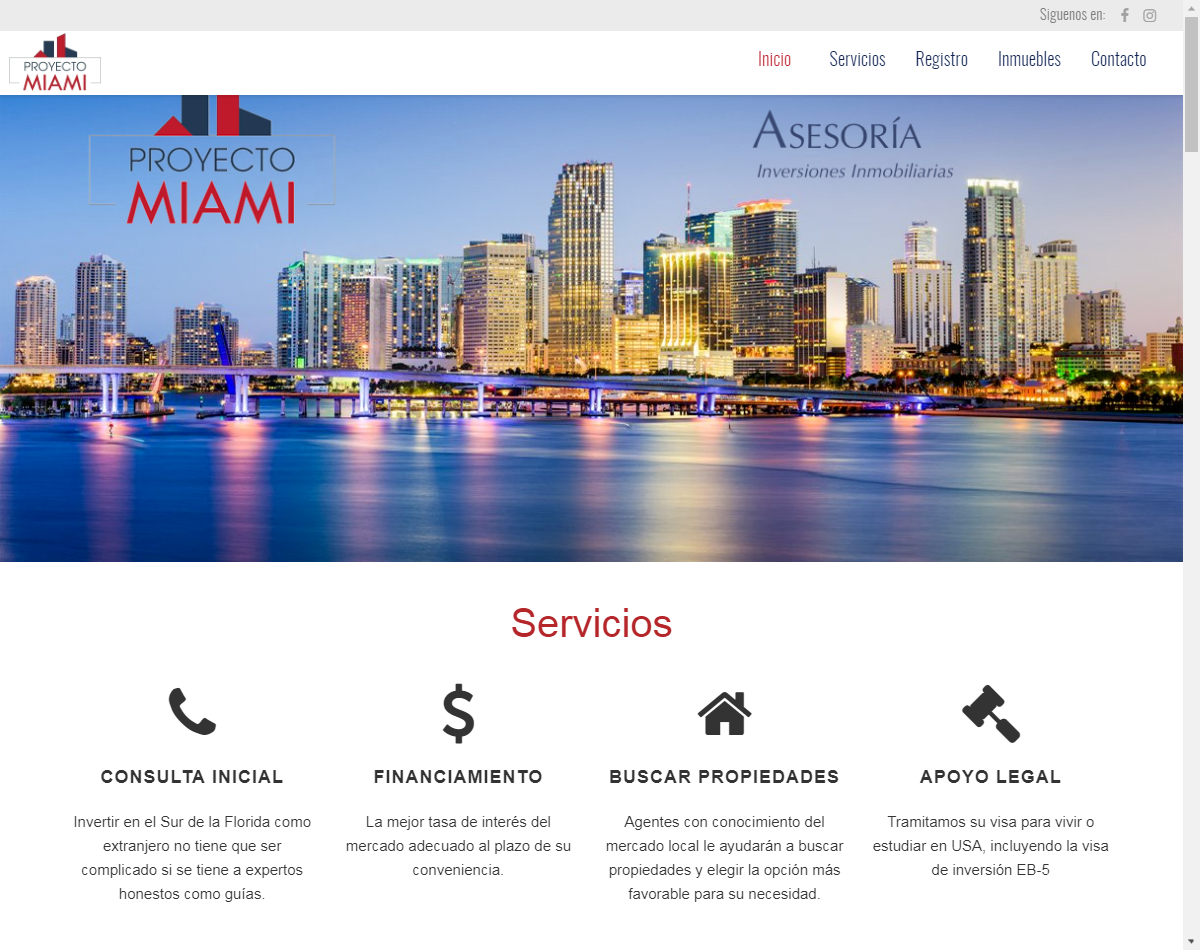 Siguenos en:
PROYECTO
MIAMI
Inicio
Servicios
Registro
Inmuebles
Contacto
PROYECTO
MIAMI
ASESORÍA
Inversiones Inmobiliarias
Servicios
CONSULTA INICIAL
Invertir en el Sur de la Florida como
extranjero no tiene que ser
complicado si se tiene a expertos
honestos como guías.
FINANCIAMIENTO
La mejor tasa de interés del
mercado adecuado al plazo de su
conveniencia.
BUSCAR PROPIEDADES
Agentes con conocimiento del
mercado local le ayudarán a buscar
propiedades y elegir la opción más
favorable para su necesidad.
APOYO LEGAL
Tramitamos su visa para vivir o
estudiar en USA, incluyendo la visa
de inversión EB-5